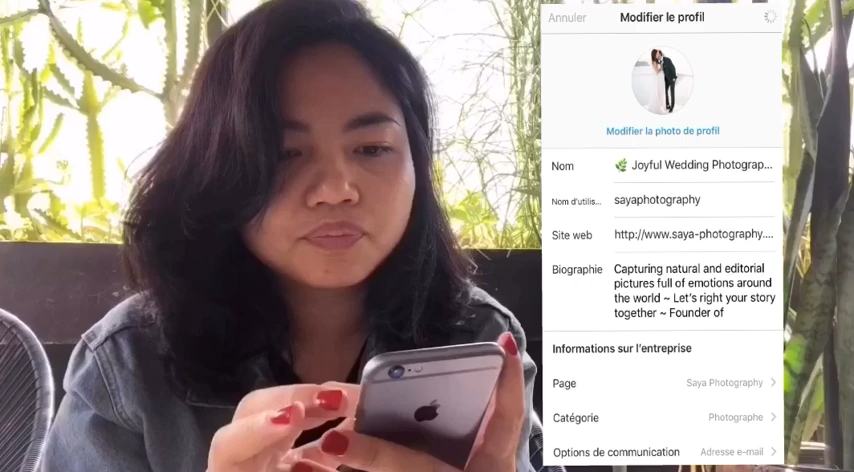 Annuler Modifier le profil
Modifier la photo de profil
Nom 🌿 Joyful Wedding Photograp...
Nom d'utilis... sayaphotography
Site web http://www.saya-photography....
Biographie Capturing natural and editorial
pictures full of emotions around
the world ~ Let's right your story
together ~ Founder of
Informations sur l'entreprise
Page Saya Photography
Catégorie Photographe
Options de communication Adresse e-mail